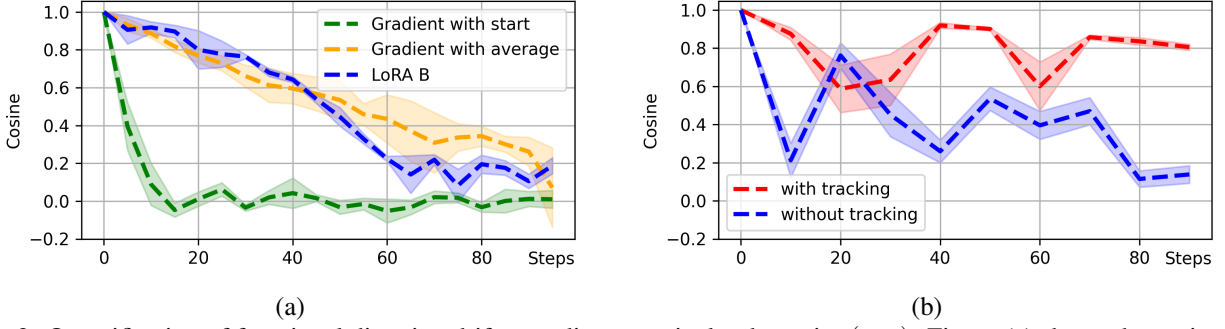 1.0
0.8
0.6
0.4
0.2
0.0
−0.2
Cosine
Gradient with start
Gradient with average
LoRA B
0 20 40 60 80 Steps
(a)
1.0
0.8
0.6
0.4
0.2
0.0
−0.2
Cosine
with tracking
without tracking
0 20 40 60 80 Steps
(b)